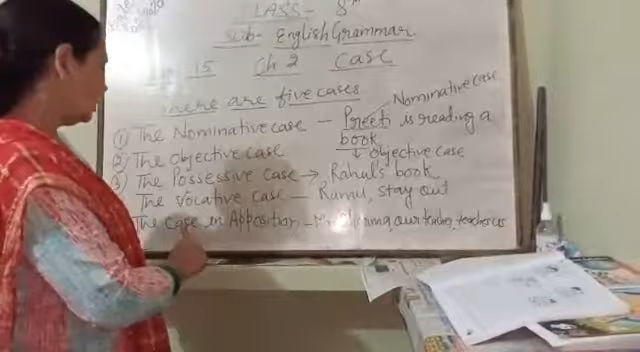 CLASS- 8th
Sub- English Grammar
15 Ch 2 Case
There are five cases
Nominative case
① The Nominative case - Preeti is reading a
book
② The Objective case ↓ Objective case
③ The Possessive case → Rahul's book
The Vocative case - Ramu, stay out
The Case in Apposition - Mr. Sharma, our teacher, teaches us